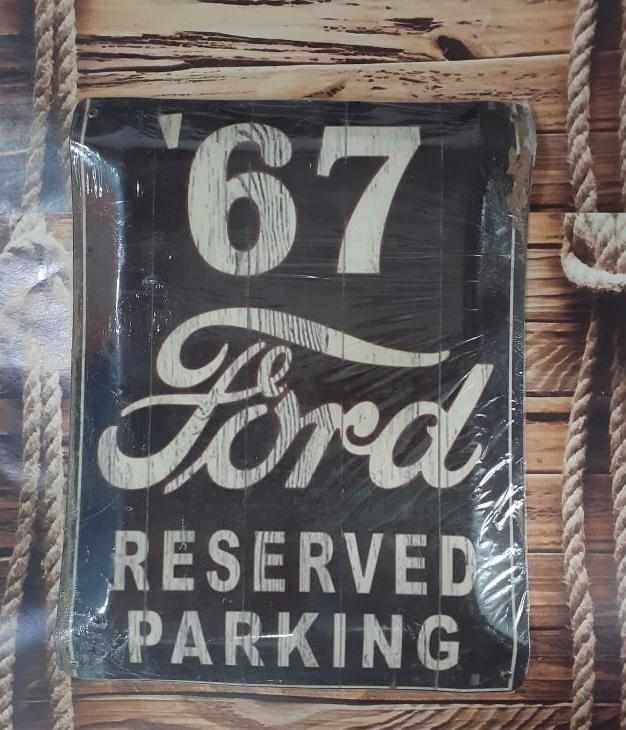 '67
Ford
RESERVED
PARKING